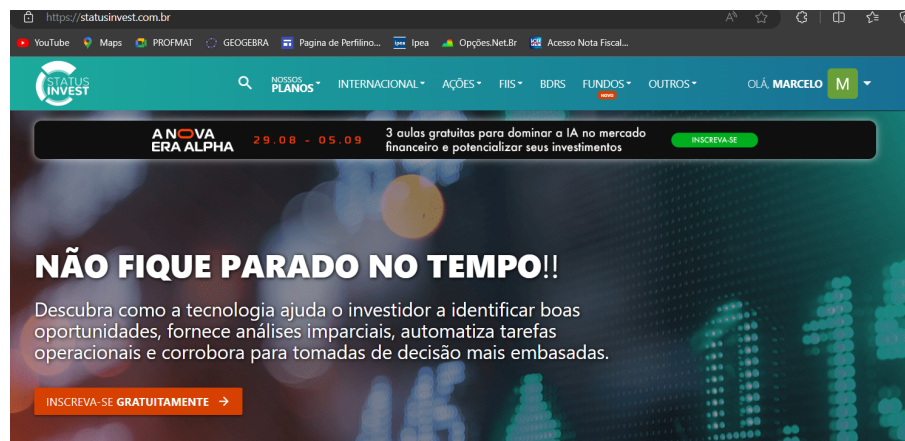 https://statusinvest.com.br
YouTube Maps PROFMAT GEOGEBRA Pagina de Perfilino... Ipea Opções.Net.Br Acesso Nota Fiscal...
STATUS INVEST
NOSSOS PLANOS INTERNACIONAL AÇÕES FIIS BDRS FUNDOS OUTROS OLÁ, MARCELO M
NOVO
A NOVA ERA ALPHA
29.08 - 05.09
3 aulas gratuitas para dominar a IA no mercado
financeiro e potencializar seus investimentos
INSCREVA-SE
NÃO FIQUE PARADO NO TEMPO!!
Descubra como a tecnologia ajuda o investidor a identificar boas
oportunidades, fornece análises imparciais, automatiza tarefas
operacionais e corrobora para tomadas de decisão mais embasadas.
INSCREVA-SE GRATUITAMENTE →